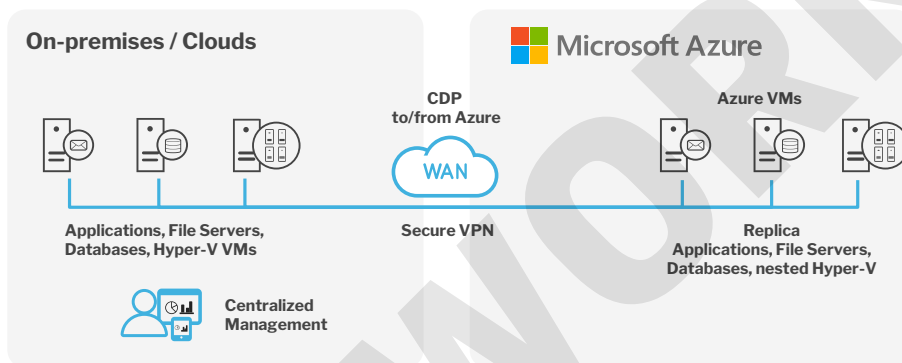 On-premises / Clouds
Microsoft Azure
CDP
to/from Azure
Azure VMs
WAN
Applications, File Servers,
Databases, Hyper-V VMs
Secure VPN
Replica
Applications, File Servers,
Databases, nested Hyper-V
Centralized
Management
WORK